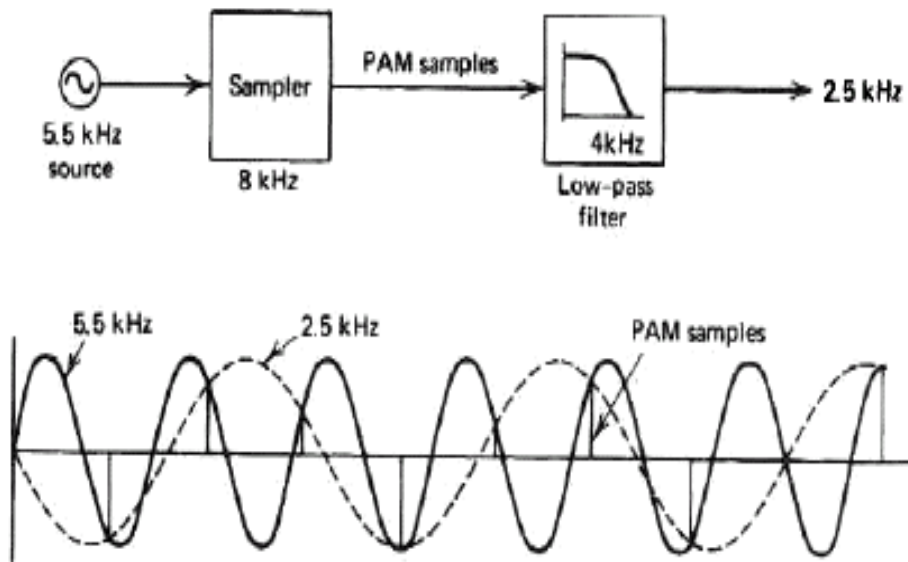 PAM samples
Sampler
2.5 kHz
5.5 kHz
source
8 kHz
4kHz
Low-pass
filter
5.5 kHz
2.5 kHz
PAM samples